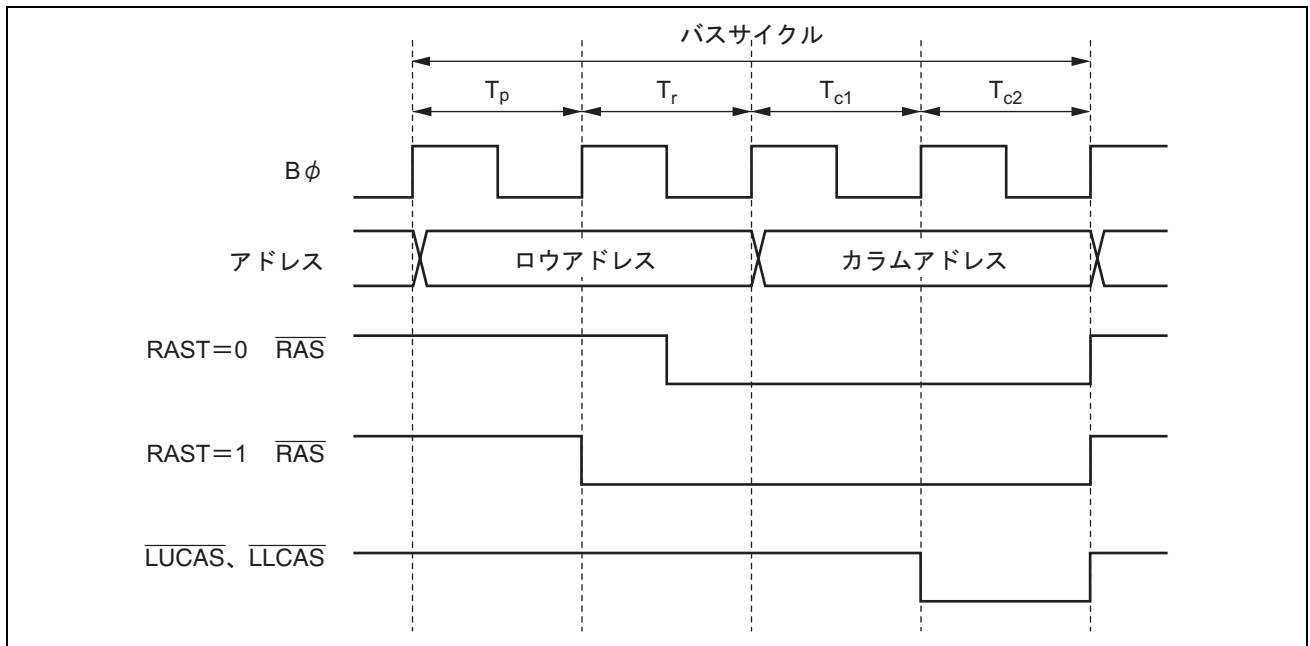 バスサイクル
Tp Tr Tc1 Tc2
Bφ
アドレス ロウアドレス カラムアドレス
RAST=0 RAS
RAST=1 RAS
LUCAS、LLCAS